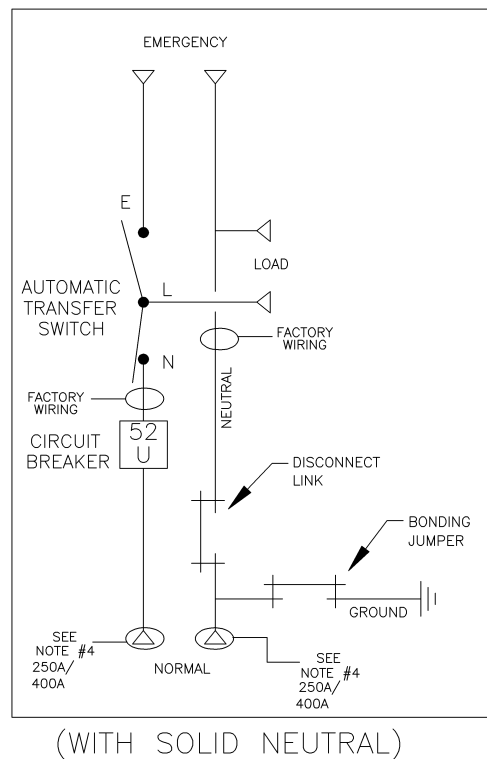 EMERGENCY
E
LOAD
AUTOMATIC
TRANSFER
SWITCH
L
FACTORY
WIRING
N
FACTORY
WIRING
NEUTRAL
CIRCUIT
BREAKER
52
U
DISCONNECT
LINK
BONDING
JUMPER
GROUND
SEE
NOTE #4
250A/
400A
NORMAL
SEE
NOTE #4
250A/
400A
(WITH SOLID NEUTRAL)